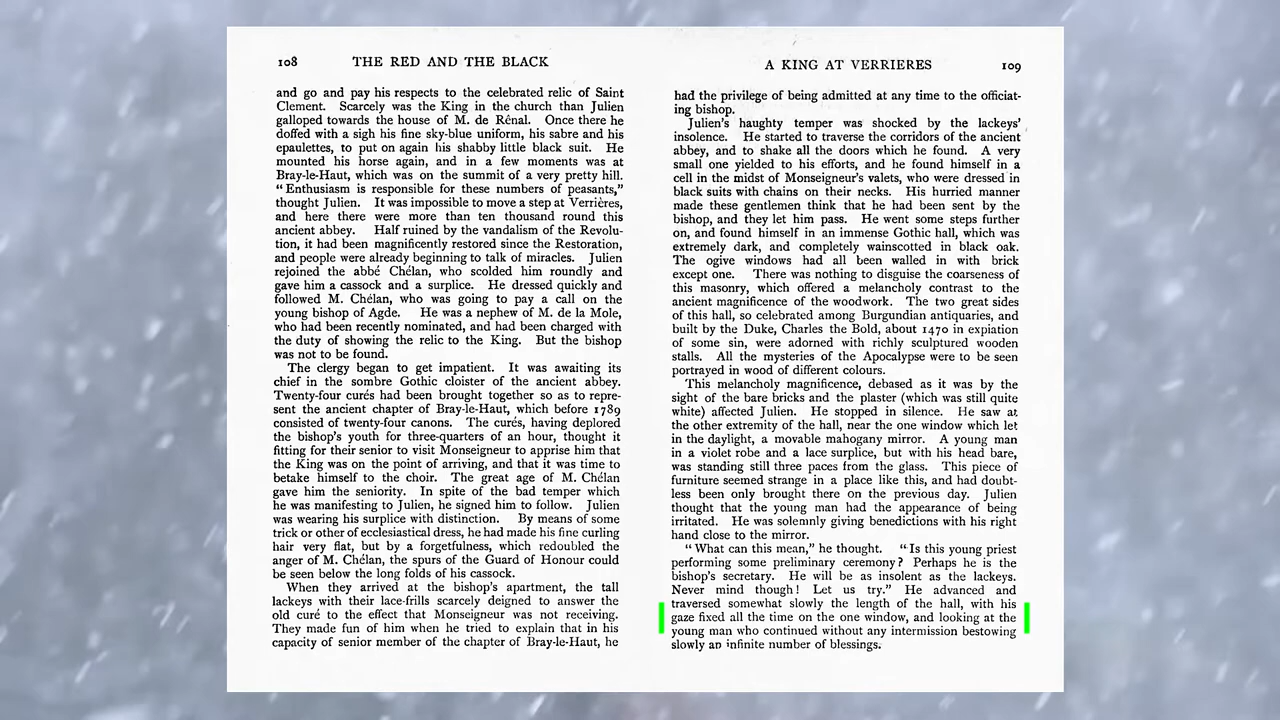 108 THE RED AND THE BLACK
and go and pay his respects to the celebrated relic of Saint
Clement. Scarcely was the King in the church than Julien
galloped towards the house of M. de Rênal. Once there he
doffed with a sigh his fine sky-blue uniform, his sabre and his
epaulettes, to put on again his shabby little black suit. He
mounted his horse again, and in a few moments was at
Bray-le-Haut, which was on the summit of a very pretty hill.
"Enthusiasm is responsible for these numbers of peasants,"
thought Julien. It was impossible to move a step at Verrières,
and here there were more than ten thousand round this
ancient abbey. Half ruined by the vandalism of the Revolu-
tion, it had been magnificently restored since the Restoration,
and people were already beginning to talk of miracles. Julien
rejoined the abbé Chélan, who scolded him roundly and
gave him a cassock and a surplice. He dressed quickly and
followed M. Chélan, who was going to pay a call on the
young bishop of Agde. He was a nephew of M. de la Mole,
who had been recently nominated, and had been charged with
the duty of showing the relic to the King. But the bishop
was not to be found.
The clergy began to get impatient. It was awaiting its
chief in the sombre Gothic cloister of the ancient abbey.
Twenty-four curés had been brought together so as to repre-
sent the ancient chapter of Bray-le-Haut, which before 1789
consisted of twenty-four canons. The curés, having deplored
the bishop's youth for three-quarters of an hour, thought it
fitting for their senior to visit Monseigneur to apprise him that
the King was on the point of arriving, and that it was time to
betake himself to the choir. The great age of M. Chélan
gave him the seniority. In spite of the bad temper which
he was manifesting to Julien, he signed him to follow. Julien
was wearing his surplice with distinction. By means of some
trick or other of ecclesiastical dress, he had made his fine curling
hair very flat, but by a forgetfulness, which redoubled the
anger of M. Chélan, the spurs of the Guard of Honour could
be seen below the long folds of his cassock.
When they arrived at the bishop's apartment, the tall
lackeys with their lace-frills scarcely deigned to answer the
old curé to the effect that Monseigneur was not receiving.
They made fun of him when he tried to explain that in his
capacity of senior member of the chapter of Bray-le-Haut, he
A KING AT VERRIERES 109
had the privilege of being admitted at any time to the officiat-
ing bishop.
Julien's haughty temper was shocked by the lackeys'
insolence. He started to traverse the corridors of the ancient
abbey, and to shake all the doors which he found. A very
small one yielded to his efforts, and he found himself in a
cell in the midst of Monseigneur's valets, who were dressed in
black suits with chains on their necks. His hurried manner
made these gentlemen think that he had been sent by the
bishop, and they let him pass. He went some steps further
on, and found himself in an immense Gothic hall, which was
extremely dark, and completely wainscotted in black oak.
The ogive windows had all been walled in with brick
except one. There was nothing to disguise the coarseness of
this masonry, which offered a melancholy contrast to the
ancient magnificence of the woodwork. The two great sides
of this hall, so celebrated among Burgundian antiquaries, and
built by the Duke, Charles the Bold, about 1470 in expiation
of some sin, were adorned with richly sculptured wooden
stalls. All the mysteries of the Apocalypse were to be seen
portrayed in wood of different colours.
This melancholy magnificence, debased as it was by the
sight of the bare bricks and the plaster (which was still quite
white) affected Julien. He stopped in silence. He saw at
the other extremity of the hall, near the one window which let
in the daylight, a movable mahogany mirror. A young man
in a violet robe and a lace surplice, but with his head bare,
was standing still three paces from the glass. This piece of
furniture seemed strange in a place like this, and had doubt-
less been only brought there on the previous day. Julien
thought that the young man had the appearance of being
irritated. He was solemnly giving benedictions with his right
hand close to the mirror.
"What can this mean," he thought. "Is this young priest
performing some preliminary ceremony? Perhaps he is the
bishop's secretary. He will be as insolent as the lackeys.
Never mind though! Let us try." He advanced and
traversed somewhat slowly the length of the hall, with his
gaze fixed all the time on the one window, and looking at the
young man who continued without any intermission bestowing
slowly an infinite number of blessings.